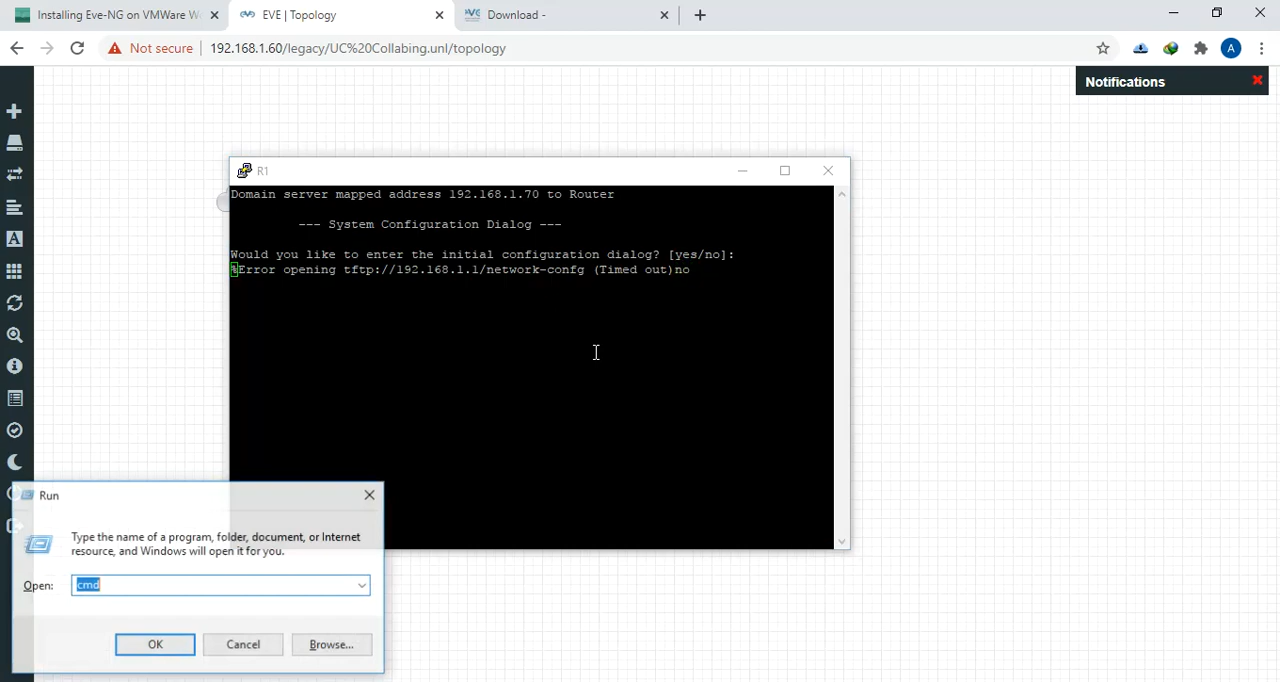 Installing Eve-NG on VMWare W
EVE | Topology
Download -
Not secure
192.168.1.60/legacy/UC%20Collabing.unl/topology
A
Notifications
R1
Domain server mapped address 192.168.1.70 to Router
--- System Configuration Dialog ---
Would you like to enter the initial configuration dialog? [yes/no]:
%Error opening tftp://192.168.1.1/network-confg (Timed out)no
Run
Type the name of a program, folder, document, or Internet
resource, and Windows will open it for you.
Open:
cmd
OK
Cancel
Browse...